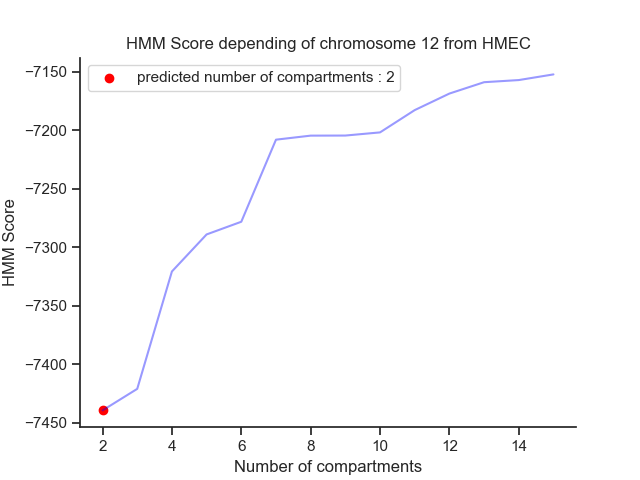 HMM Score depending of chromosome 12 from HMEC
predicted number of compartments : 2
HMM Score
−7150
−7200
−7250
−7300
−7350
−7400
−7450
2 4 6 8 10 12 14
Number of compartments